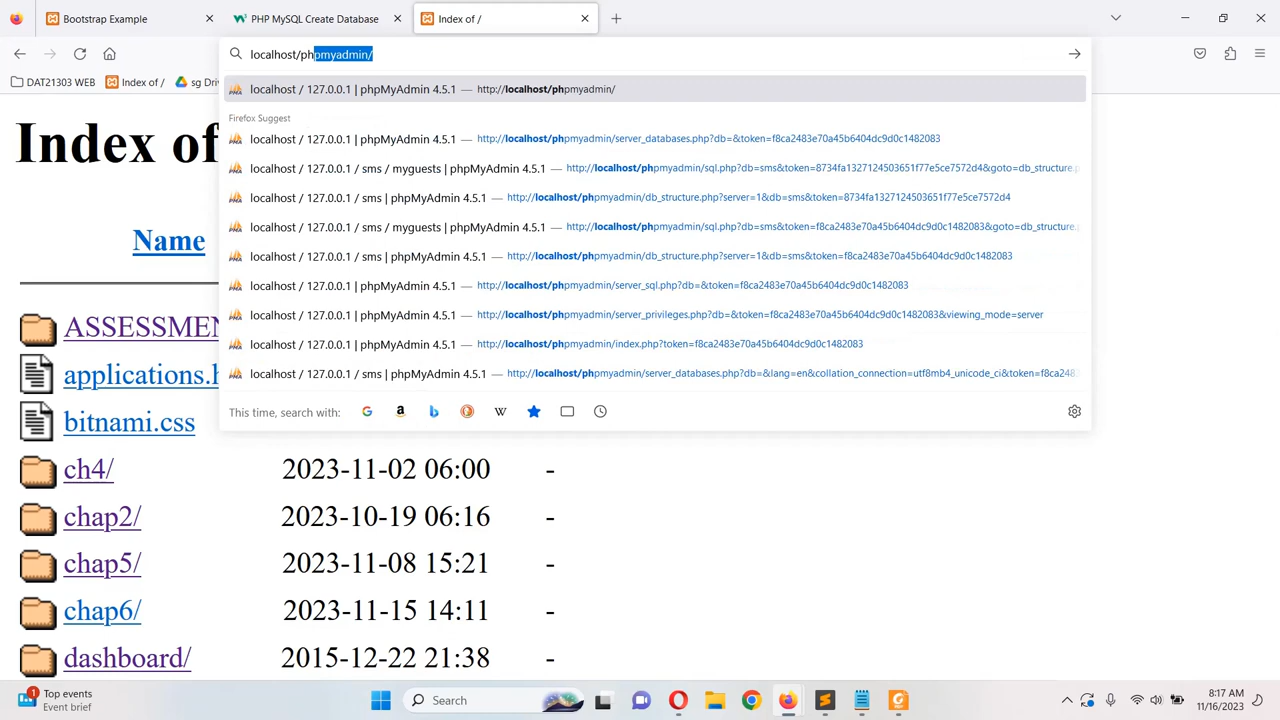 Bootstrap Example
PHP MySQL Create Database
Index of /
localhost/phpmyadmin/
DAT21303 WEB
Index of /
sg Dri
localhost / 127.0.0.1 | phpMyAdmin 4.5.1 — http://localhost/phpmyadmin/
Firefox Suggest
localhost / 127.0.0.1 | phpMyAdmin 4.5.1 — http://localhost/phpmyadmin/server_databases.php?db=&token=f8ca2483e70a45b6404dc9d0c1482083
localhost / 127.0.0.1 / sms / myguests | phpMyAdmin 4.5.1 — http://localhost/phpmyadmin/sql.php?db=sms&token=8734fa1327124503651f77e5ce7572d4&goto=db_structure.p
localhost / 127.0.0.1 / sms | phpMyAdmin 4.5.1 — http://localhost/phpmyadmin/db_structure.php?server=1&db=sms&token=8734fa1327124503651f77e5ce7572d4
localhost / 127.0.0.1 / sms / myguests | phpMyAdmin 4.5.1 — http://localhost/phpmyadmin/sql.php?db=sms&token=f8ca2483e70a45b6404dc9d0c1482083&goto=db_structure.p
localhost / 127.0.0.1 / sms | phpMyAdmin 4.5.1 — http://localhost/phpmyadmin/db_structure.php?server=1&db=sms&token=f8ca2483e70a45b6404dc9d0c1482083
localhost / 127.0.0.1 | phpMyAdmin 4.5.1 — http://localhost/phpmyadmin/server_sql.php?db=&token=f8ca2483e70a45b6404dc9d0c1482083
localhost / 127.0.0.1 | phpMyAdmin 4.5.1 — http://localhost/phpmyadmin/server_privileges.php?db=&token=f8ca2483e70a45b6404dc9d0c1482083&viewing_mode=server
localhost / 127.0.0.1 | phpMyAdmin 4.5.1 — http://localhost/phpmyadmin/index.php?token=f8ca2483e70a45b6404dc9d0c1482083
localhost / 127.0.0.1 / sms | phpMyAdmin 4.5.1 — http://localhost/phpmyadmin/server_databases.php?db=&lang=en&collation_connection=utf8mb4_unicode_ci&token=f8ca2483
This time, search with:
Index of
Name
ASSESSMEN
applications.h
bitnami.css
ch4/ 2023-11-02 06:00 -
chap2/ 2023-10-19 06:16 -
chap5/ 2023-11-08 15:21 -
chap6/ 2023-11-15 14:11 -
dashboard/ 2015-12-22 21:38 -
1
Top events
Event brief
Search
8:17 AM
11/16/2023